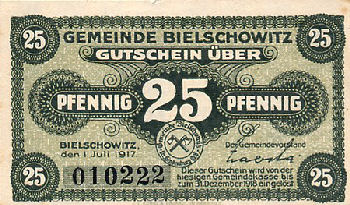 25 GEMEINDE BIELSCHOWITZ 25
GUTSCHEIN ÜBER
PFENNIG 25 PFENNIG
BIELSCHOWITZ,
den 1. Juli 1917.
Der Gemeindevorstand
25 010222 25
Dieser Gutschein wird von der
hiesigen Gemeindekasse bis
zum 31. Dezember 1918 eingelöst